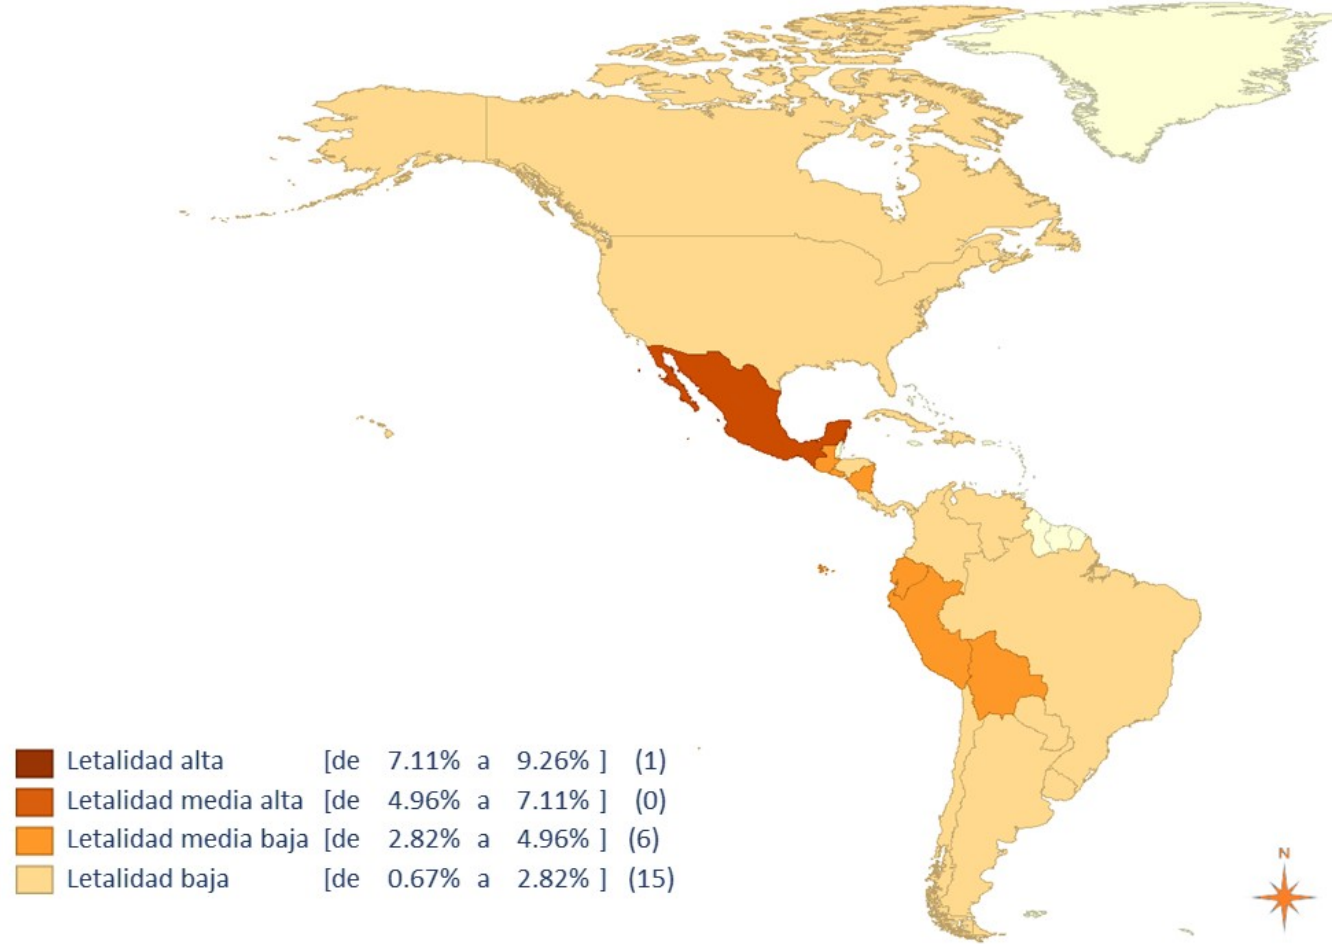 Letalidad alta [de 7.11% a 9.26% ] (1)
Letalidad media alta [de 4.96% a 7.11% ] (0)
Letalidad media baja [de 2.82% a 4.96% ] (6)
Letalidad baja [de 0.67% a 2.82% ] (15)
N